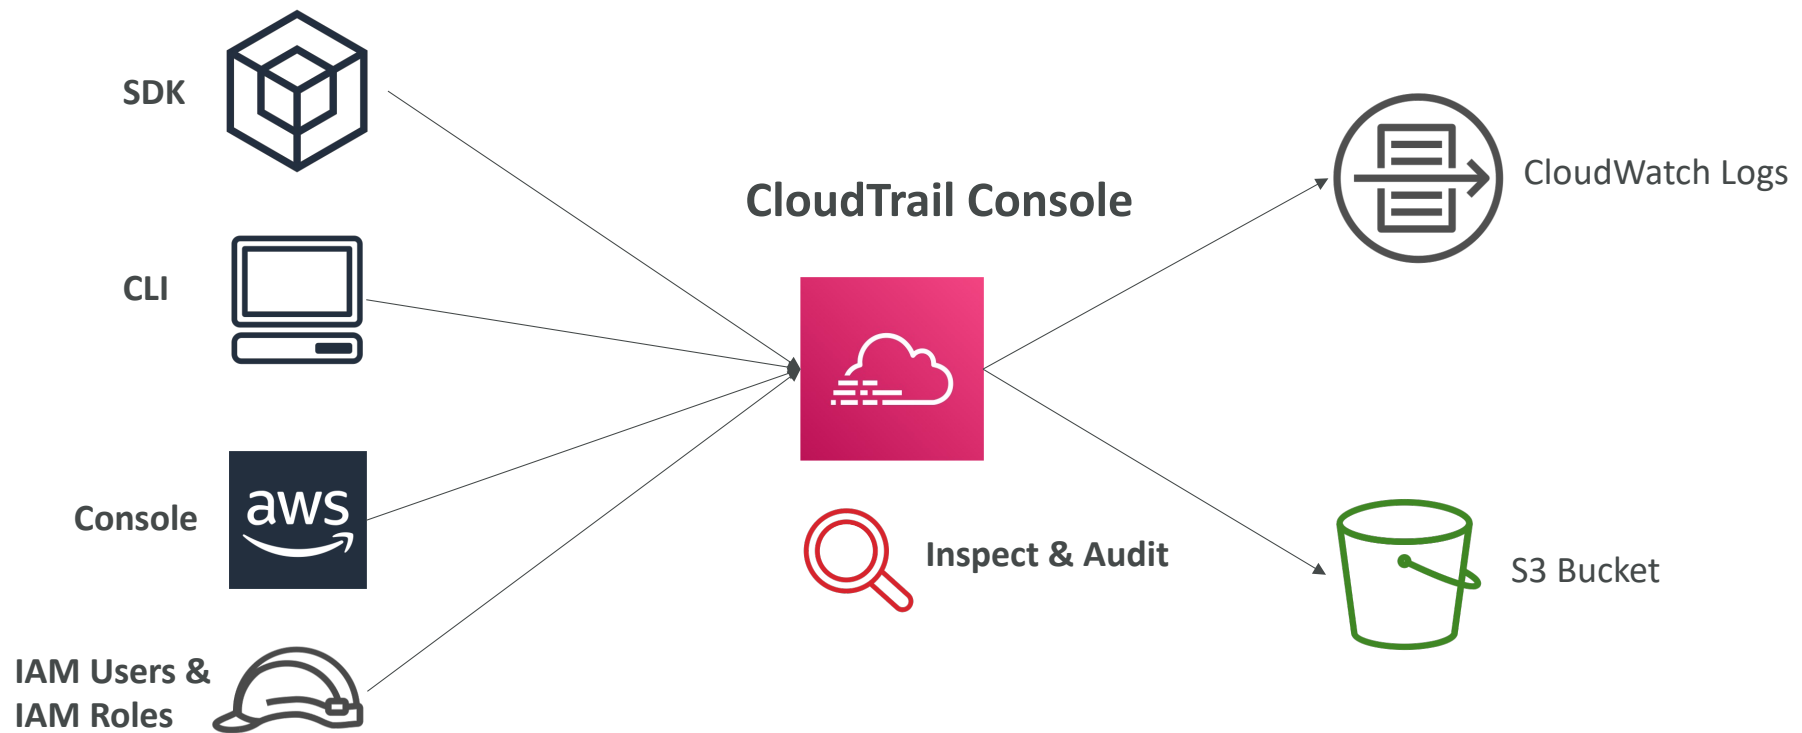 SDK
CloudTrail Console
CloudWatch Logs
CLI
Console
aws
Inspect & Audit
S3 Bucket
IAM Users &
IAM Roles